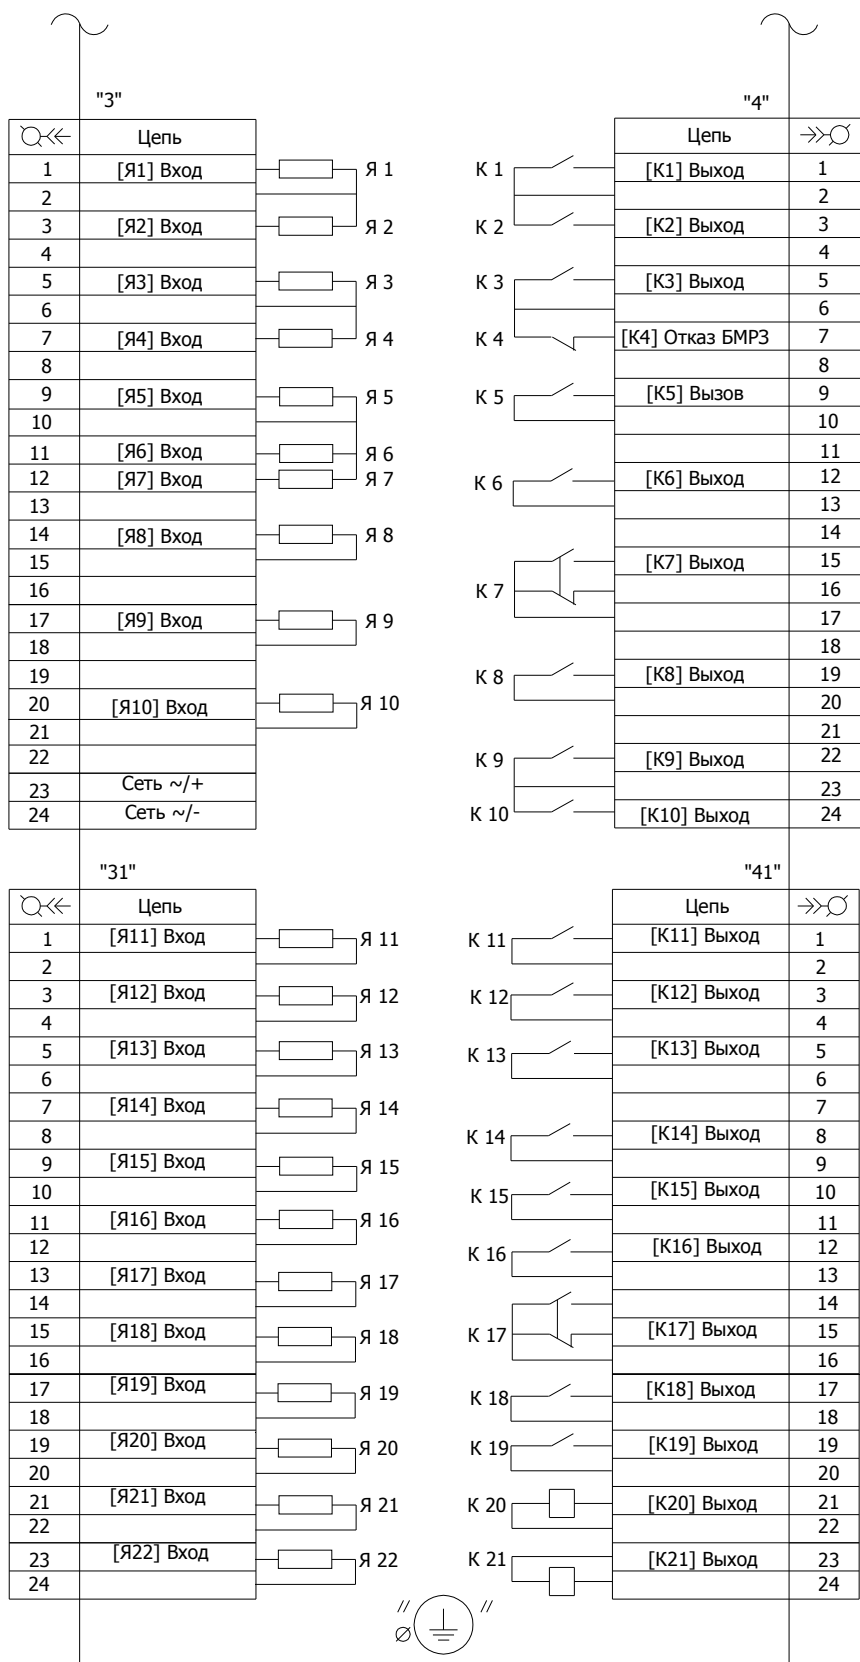 "3"
Цепь
1 [Я1] Вход Я 1
2
3 [Я2] Вход Я 2
4
5 [Я3] Вход Я 3
6
7 [Я4] Вход Я 4
8
9 [Я5] Вход Я 5
10
11 [Я6] Вход Я 6
12 [Я7] Вход Я 7
13
14 [Я8] Вход Я 8
15
16
17 [Я9] Вход Я 9
18
19
20 [Я10] Вход Я 10
21
22
23 Сеть ~/+
24 Сеть ~/-
"4"
Цепь
К 1 [К1] Выход 1
2
К 2 [К2] Выход 3
4
К 3 [К3] Выход 5
6
К 4 [К4] Отказ БМРЗ 7
8
К 5 [К5] Вызов 9
10
11
К 6 [К6] Выход 12
13
14
[К7] Выход 15
К 7 16
17
18
К 8 [К8] Выход 19
20
21
К 9 [К9] Выход 22
23
К 10 [К10] Выход 24
"31"
Цепь
1 [Я11] Вход Я 11
2
3 [Я12] Вход Я 12
4
5 [Я13] Вход Я 13
6
7 [Я14] Вход Я 14
8
9 [Я15] Вход Я 15
10
11 [Я16] Вход Я 16
12
13 [Я17] Вход Я 17
14
15 [Я18] Вход Я 18
16
17 [Я19] Вход Я 19
18
19 [Я20] Вход Я 20
20
21 [Я21] Вход Я 21
22
23 [Я22] Вход Я 22
24
"41"
Цепь
К 11 [К11] Выход 1
2
К 12 [К12] Выход 3
4
К 13 [К13] Выход 5
6
7
К 14 [К14] Выход 8
9
К 15 [К15] Выход 10
11
К 16 [К16] Выход 12
13
14
К 17 [К17] Выход 15
16
К 18 [К18] Выход 17
18
К 19 [К19] Выход 19
20
К 20 [К20] Выход 21
22
К 21 [К21] Выход 23
24